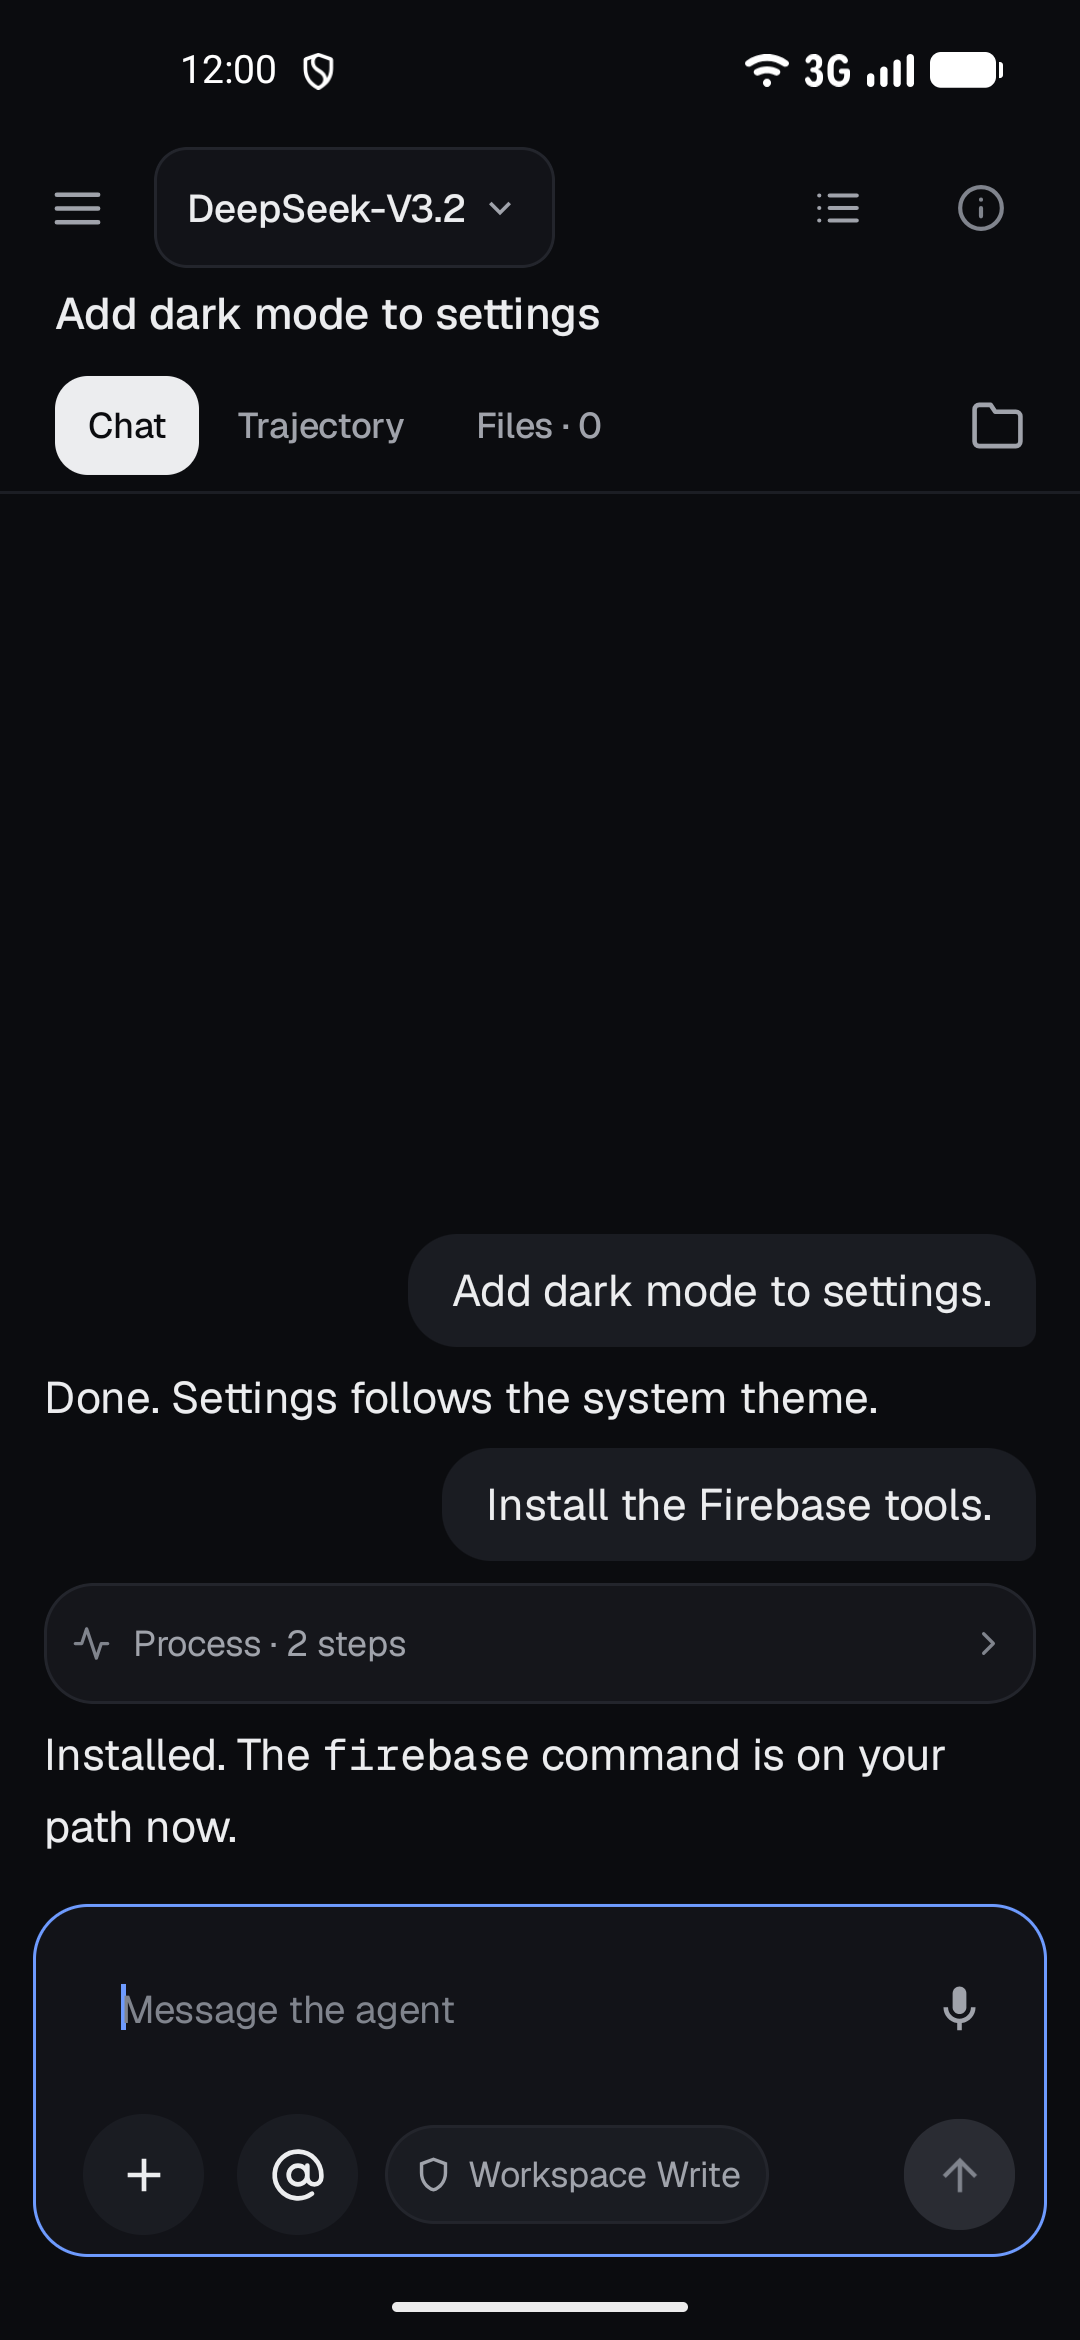 12:00
3G
DeepSeek-V3.2
Add dark mode to settings
Chat
Trajectory
Files · 0
Add dark mode to settings.
Done. Settings follows the system theme.
Install the Firebase tools.
Process · 2 steps
Installed. The firebase command is on your
path now.
Message the agent
Workspace Write